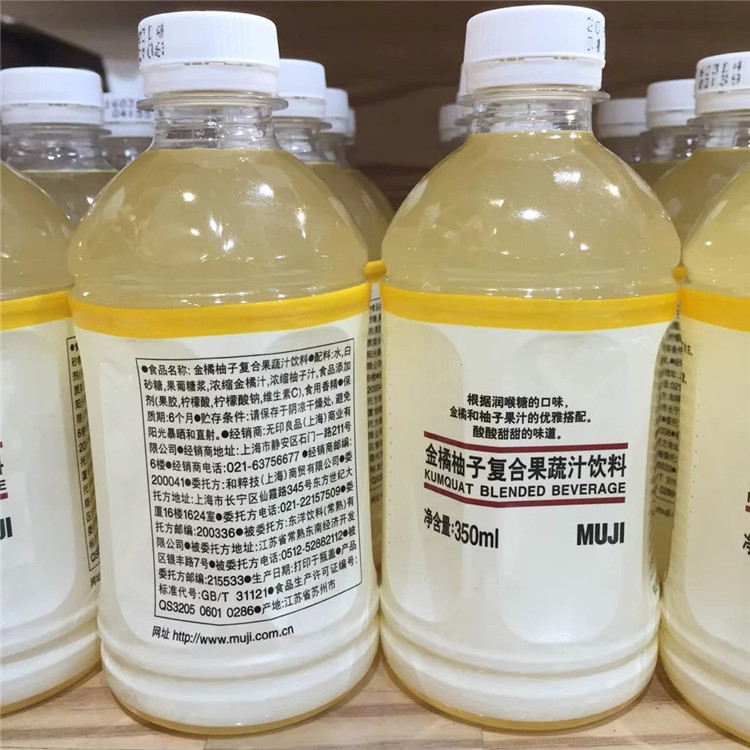 ●食品名称: 金橘柚子复合果蔬汁饮料●配料:水,白
砂糖,果葡糖浆,浓缩金橘汁,浓缩柚子汁,食品添加
剂(果胶,柠檬酸,柠檬酸钠,维生素C),食用香精●保
质期:6个月●贮存条件:请保存于阴凉干燥处,避免
阳光暴晒和直射。●经销商:无印良品(上海)商业有
限公司●经销商地址:上海市静安区石门一路211号
6楼●经销商电话:021-63756677●经销商邮编:
200041●委托方:和粹技(上海)商贸有限公司●委
托方地址:上海市长宁区仙霞路345号东方世纪大
厦16楼1624室●委托方电话:021-22157509●委
托方邮编:200336●被委托方:东洋饮料(常熟)有
限公司●被委托方地址:江苏省常熟东南经济开发
区银丰路7号●被委托方电话:0512-52882112●被
委托方邮编:215533●生产日期:打印于瓶盖●产品
标准代号:GB/T 31121●食品生产许可证编号:
QS3205 0601 0286●产地:江苏省苏州市
网址 http://www.muji.com.cn
根据润喉糖的口味,
金橘和柚子果汁的优雅搭配。
酸酸甜甜的味道。
金橘柚子复合果蔬汁饮料
KUMQUAT BLENDED BEVERAGE
净含量:350ml
MUJI
MUJI